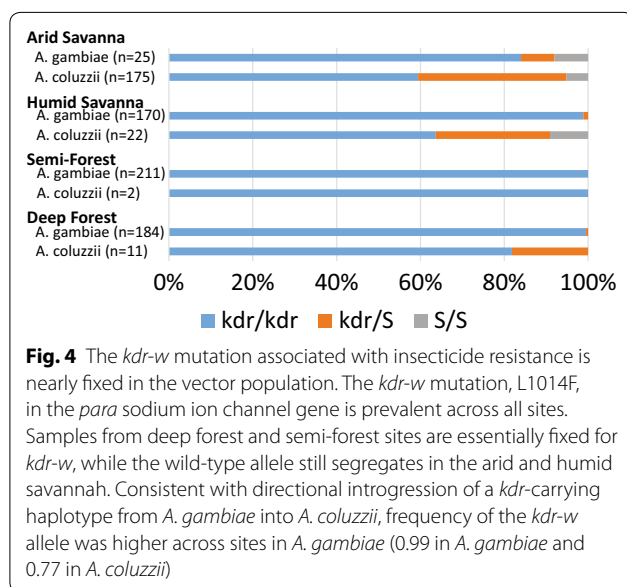 Arid Savanna
A. gambiae (n=25)
A. coluzzii (n=175)
Humid Savanna
A. gambiae (n=170)
A. coluzzii (n=22)
Semi-Forest
A. gambiae (n=211)
A. coluzzii (n=2)
Deep Forest
A. gambiae (n=184)
A. coluzzii (n=11)
0% 20% 40% 60% 80% 100%
kdr/kdr kdr/S S/S
Fig. 4 The kdr-w mutation associated with insecticide resistance is
nearly fixed in the vector population. The kdr-w mutation, L1014F,
in the para sodium ion channel gene is prevalent across all sites.
Samples from deep forest and semi-forest sites are essentially fixed for
kdr-w, while the wild-type allele still segregates in the arid and humid
savannah. Consistent with directional introgression of a kdr-carrying
haplotype from A. gambiae into A. coluzzii, frequency of the kdr-w
allele was higher across sites in A. gambiae (0.99 in A. gambiae and
0.77 in A. coluzzii)